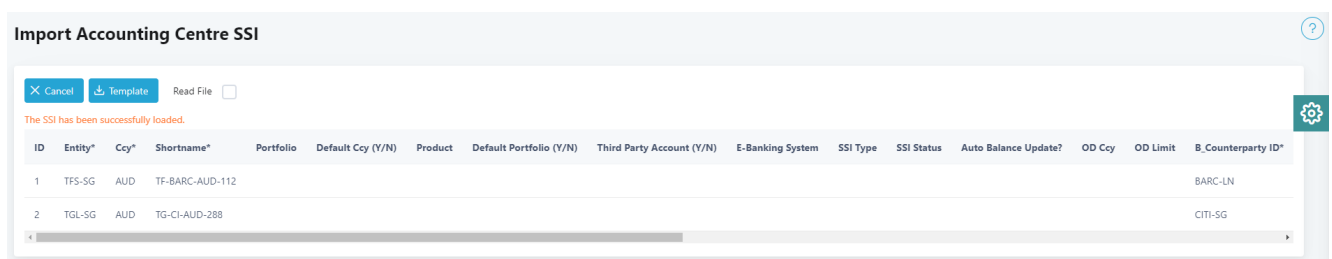 Import Accounting Centre SSI
?
Cancel Template Read File
The SSI has been successfully loaded.
ID Entity* Ccy* Shortname* Portfolio Default Ccy (Y/N) Product Default Portfolio (Y/N) Third Party Account (Y/N) E-Banking System SSI Type SSI Status Auto Balance Update? OD Ccy OD Limit B_Counterparty ID*
1 TFS-SG AUD TF-BARC-AUD-112 BARC-LN
2 TGL-SG AUD TG-CI-AUD-288 CITI-SG